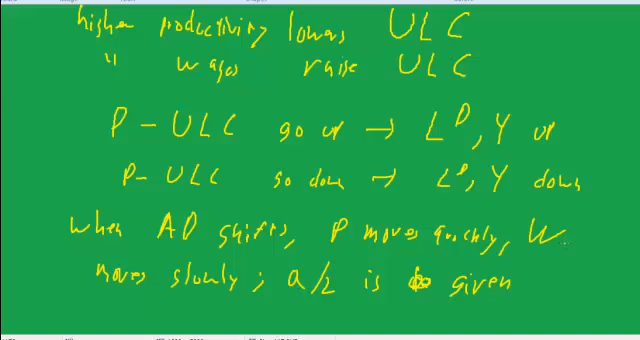 higher productivity lowers ULC
" wages raise ULC
P - ULC go up → L^D, Y up
P - ULC go down → L^D, Y down
when AD shifts, P moves quickly, W
moves slowly; a/z is given